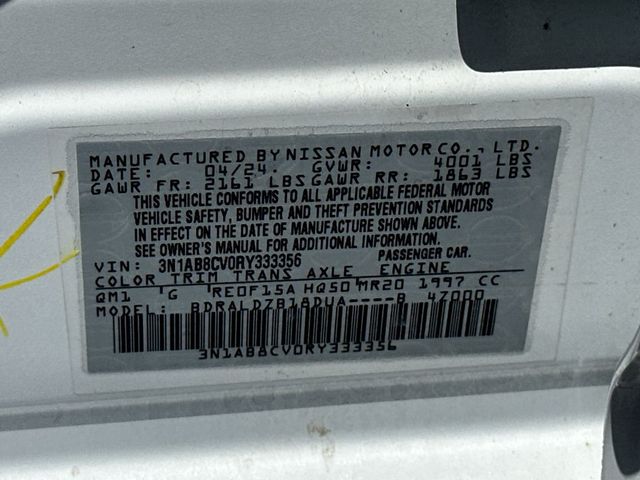 MANUFACTURED BY NISSAN MOTOR CO., LTD.
DATE: 04/24. GVWR: 4001 LBS
GAWR FR: 2161 LBS GAWR RR: 1863 LBS
THIS VEHICLE CONFORMS TO ALL APPLICABLE FEDERAL MOTOR
VEHICLE SAFETY, BUMPER AND THEFT PREVENTION STANDARDS
IN EFFECT ON THE DATE OF MANUFACTURE SHOWN ABOVE.
SEE OWNER'S MANUAL FOR ADDITIONAL INFORMATION.
VIN: 3N1AB8CV0RY333356 PASSENGER CAR.
COLOR TRIM TRANS AXLE ENGINE
QM1 G RE0F15A HQ50 MR20 1997 CC
MODEL: BDRALDZB18DUA----B 47000
3N1AB8CV0RY333356